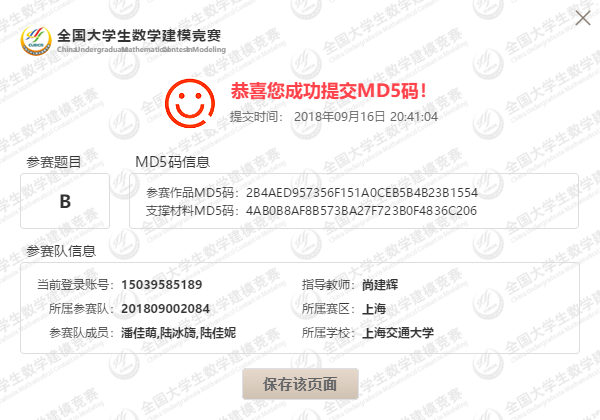 全国大学生数学建模竞赛
China Undergraduate Mathematical Contest in Modeling
恭喜您成功提交MD5码！
提交时间： 2018年09月16日 20:41:04
参赛题目
MD5码信息
B
参赛作品MD5码：2B4AED957356F151A0CEB5B4B23B1554
支撑材料MD5码：4AB0B8AF8B573BA27F723B0F4836C206
参赛队信息
当前登录账号：15039585189
指导教师：尚建辉
所属参赛队：201809002084
所属赛区：上海
参赛队成员：潘佳萌,陆冰旖,陆佳妮
所属学校：上海交通大学
保存该页面